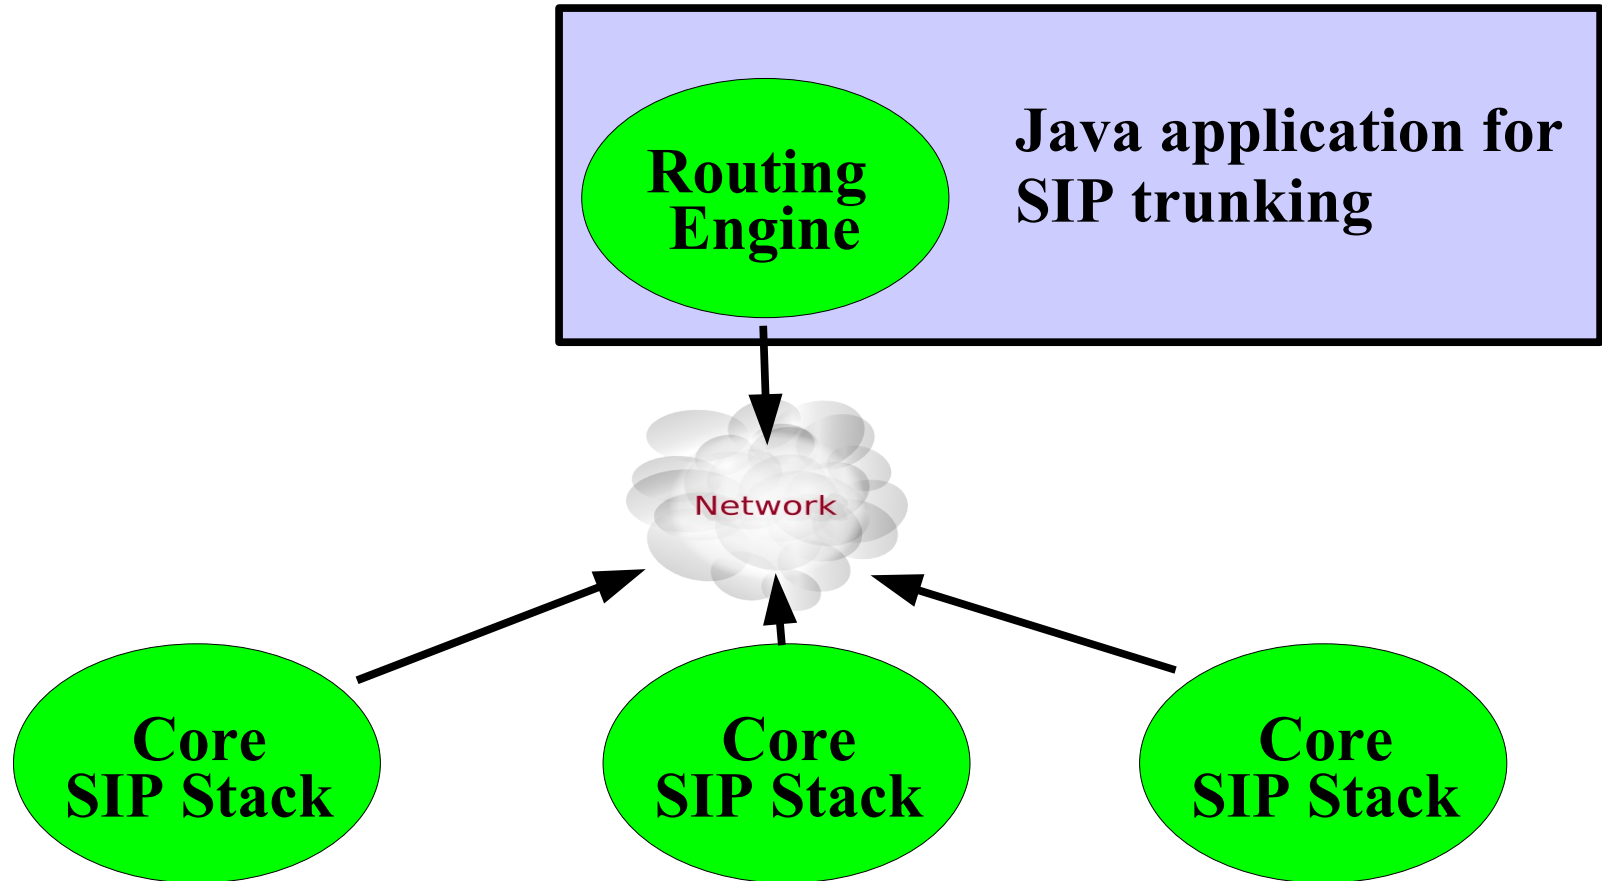 Java application for
SIP trunking
Routing
Engine
Network
Core
SIP Stack
Core
SIP Stack
Core
SIP Stack